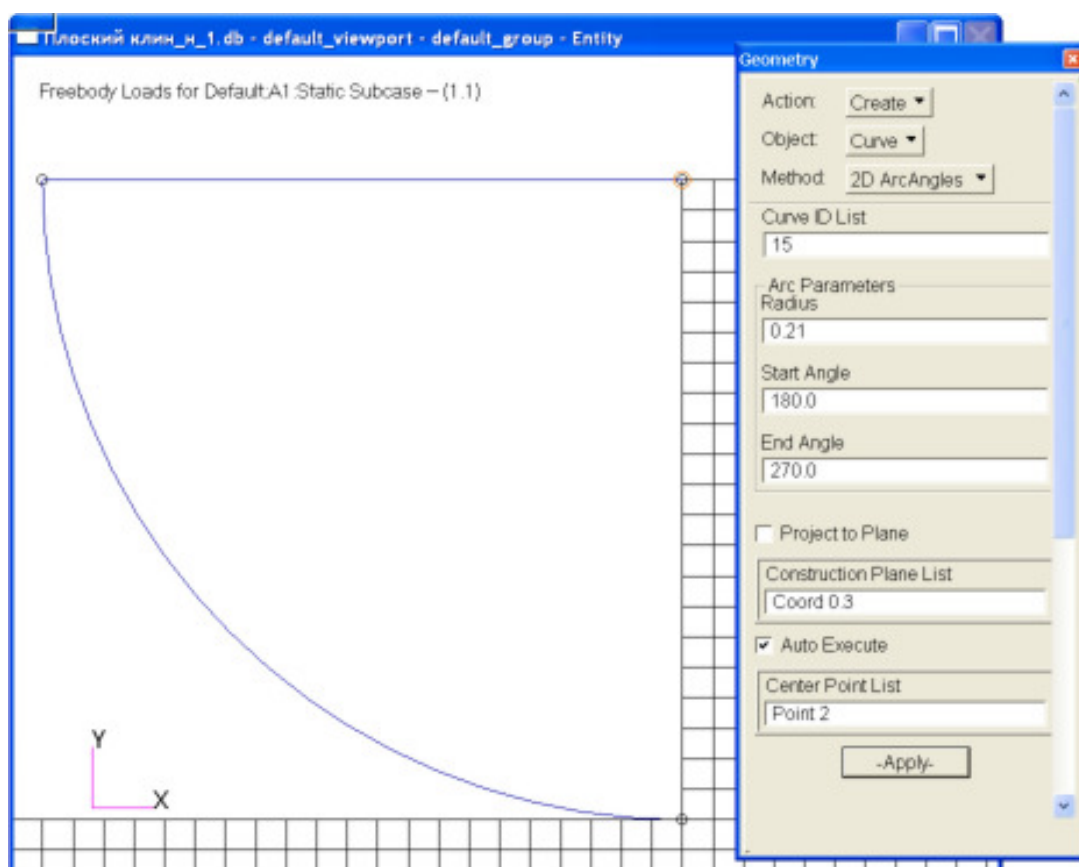 Плоский клин_н_1.db - default_viewport - default_group - Entity
Freebody Loads for Default:A1:Static Subcase – (1.1)
Y
X
Geometry
Action: Create
Object: Curve
Method: 2D ArcAngles
Curve ID List
15
Arc Parameters
Radius
0.21
Start Angle
180.0
End Angle
270.0
Project to Plane
Construction Plane List
Coord 0.3
Auto Execute
Center Point List
Point 2
-Apply-